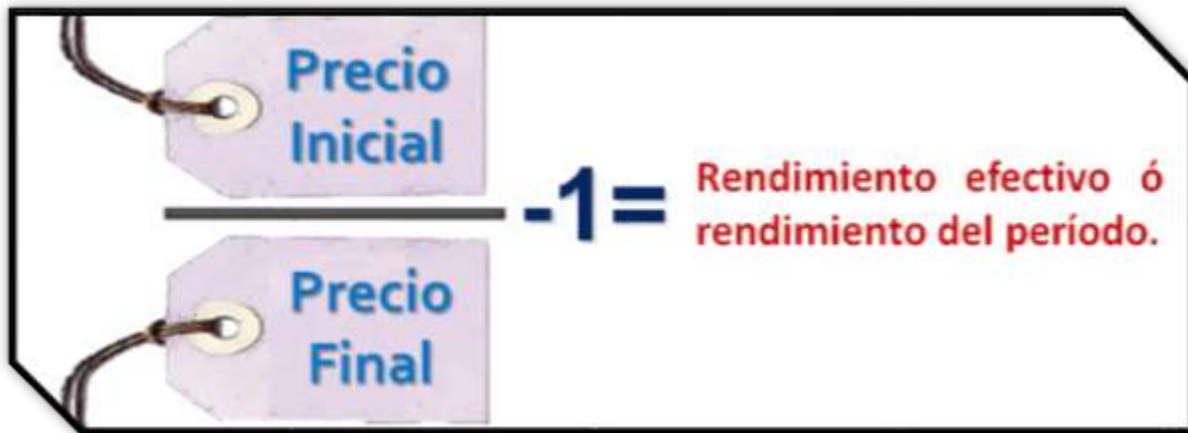 Precio
Inicial
-1=
Rendimiento efectivo ó
rendimiento del período.
Precio
Final